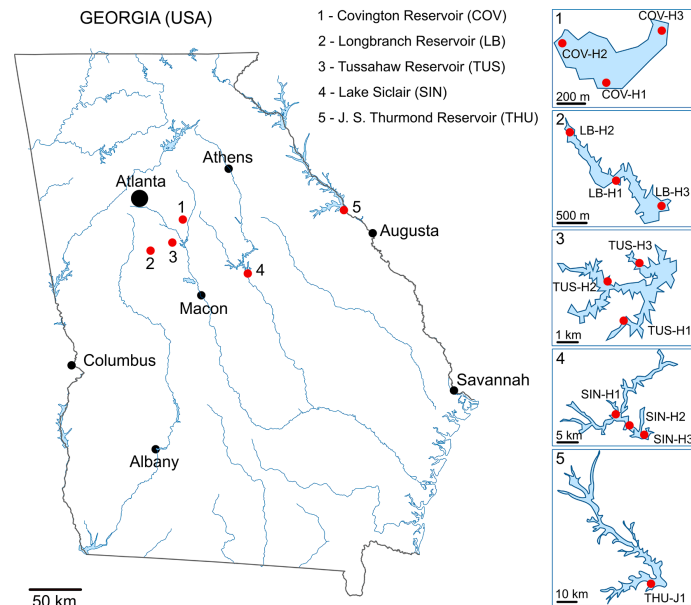 GEORGIA (USA)
1 - Covington Reservoir (COV)
2 - Longbranch Reservoir (LB)
3 - Tussahaw Reservoir (TUS)
4 - Lake Siclair (SIN)
5 - J. S. Thurmond Reservoir (THU)
Athens
Atlanta
1
2
3
4
5
Augusta
Macon
Columbus
Savannah
Albany
50 km
1
COV-H3
COV-H2
COV-H1
200 m
2
LB-H2
LB-H1
LB-H3
500 m
3
TUS-H3
TUS-H2
TUS-H1
1 km
4
SIN-H1
SIN-H2
SIN-H3
5 km
5
THU-J1
10 km